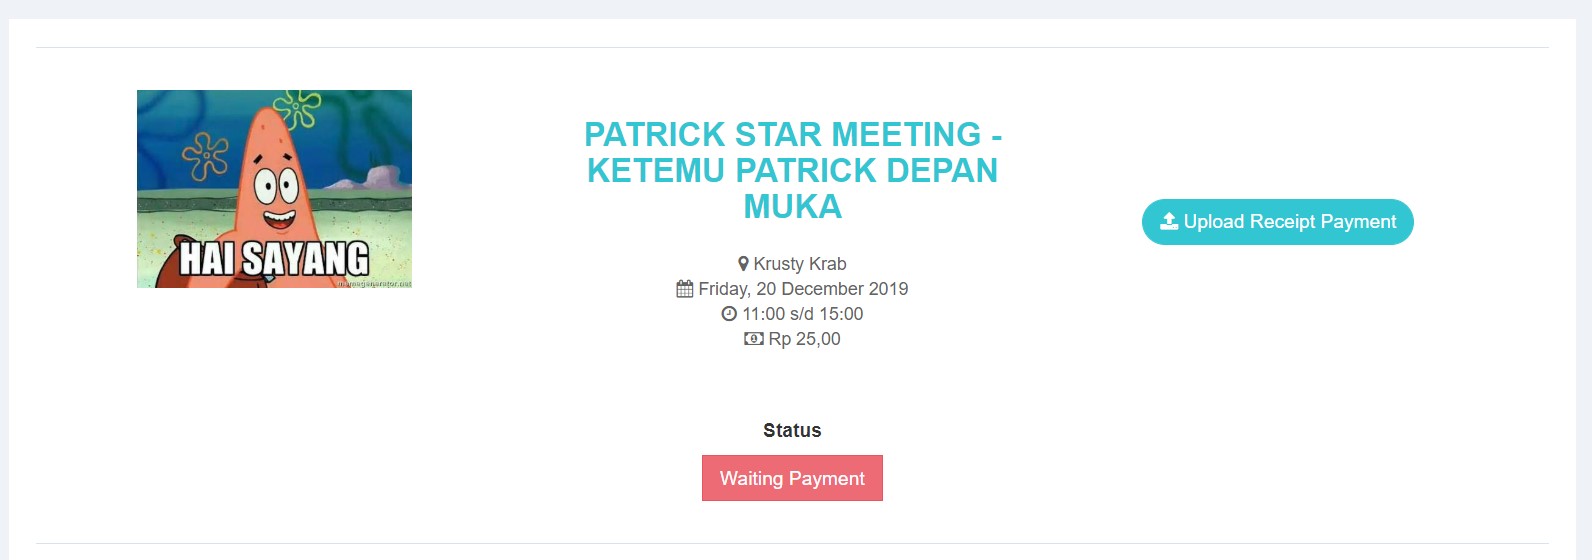 HAI SAYANG
memegenerator.net
PATRICK STAR MEETING -
KETEMU PATRICK DEPAN
MUKA
Krusty Krab
Friday, 20 December 2019
11:00 s/d 15:00
Rp 25,00
Status
Waiting Payment
Upload Receipt Payment